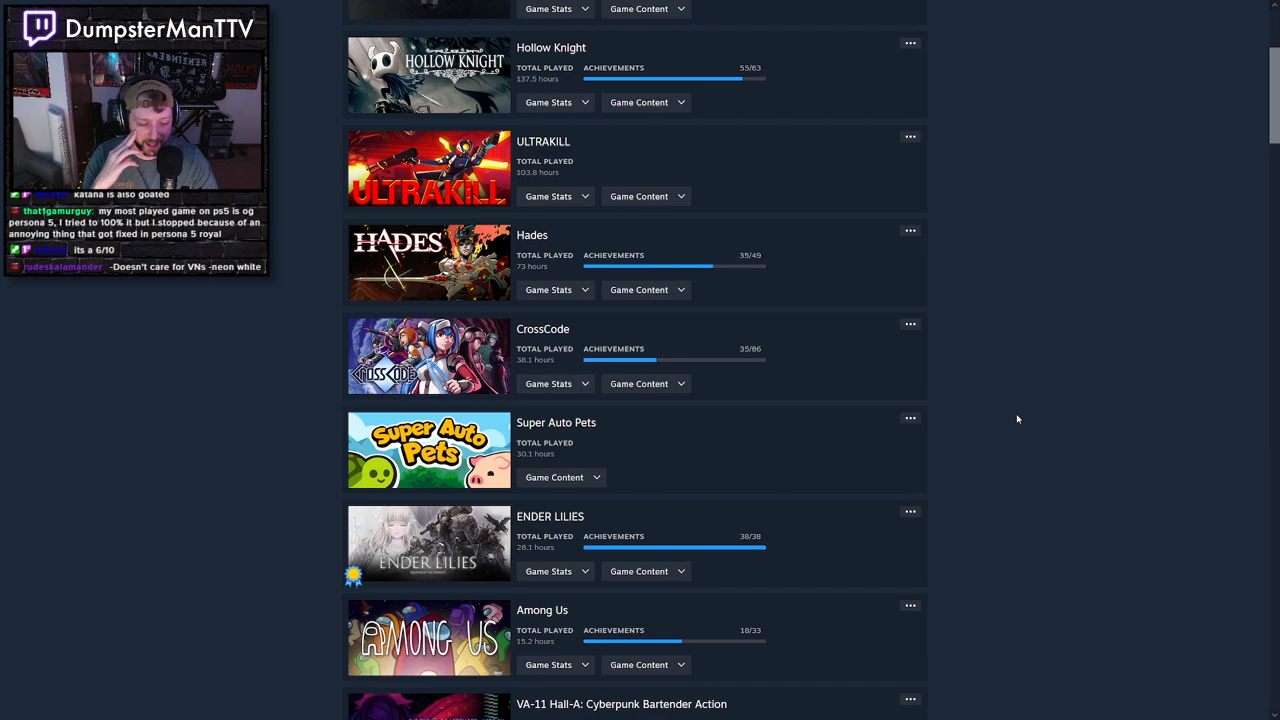 DumpsterManTTV
katana is also goated
that1gamurguy: my most played game on ps5 is og
persona 5, I tried to 100% it but I stopped because of an
annoying thing that got fixed in persona 5 royal
its a 6/10
rudeskalamander: -Doesn't care for VNs -neon white
Game Stats
Game Content
HOLLOW KNIGHT
Hollow Knight
TOTAL PLAYED
137.5 hours
ACHIEVEMENTS
55/63
Game Stats
Game Content
ULTRAKILL
ULTRAKILL
TOTAL PLAYED
103.8 hours
Game Stats
Game Content
HADES
Hades
TOTAL PLAYED
73 hours
ACHIEVEMENTS
35/49
Game Stats
Game Content
CROSSCODE
CrossCode
TOTAL PLAYED
38.1 hours
ACHIEVEMENTS
35/86
Game Stats
Game Content
Super Auto
Pets
Super Auto Pets
TOTAL PLAYED
30.1 hours
Game Content
ENDER LILIES
ENDER LILIES
TOTAL PLAYED
28.1 hours
ACHIEVEMENTS
38/38
Game Stats
Game Content
AMONG US
Among Us
TOTAL PLAYED
15.2 hours
ACHIEVEMENTS
18/33
Game Stats
Game Content
VA-11 Hall-A: Cyberpunk Bartender Action